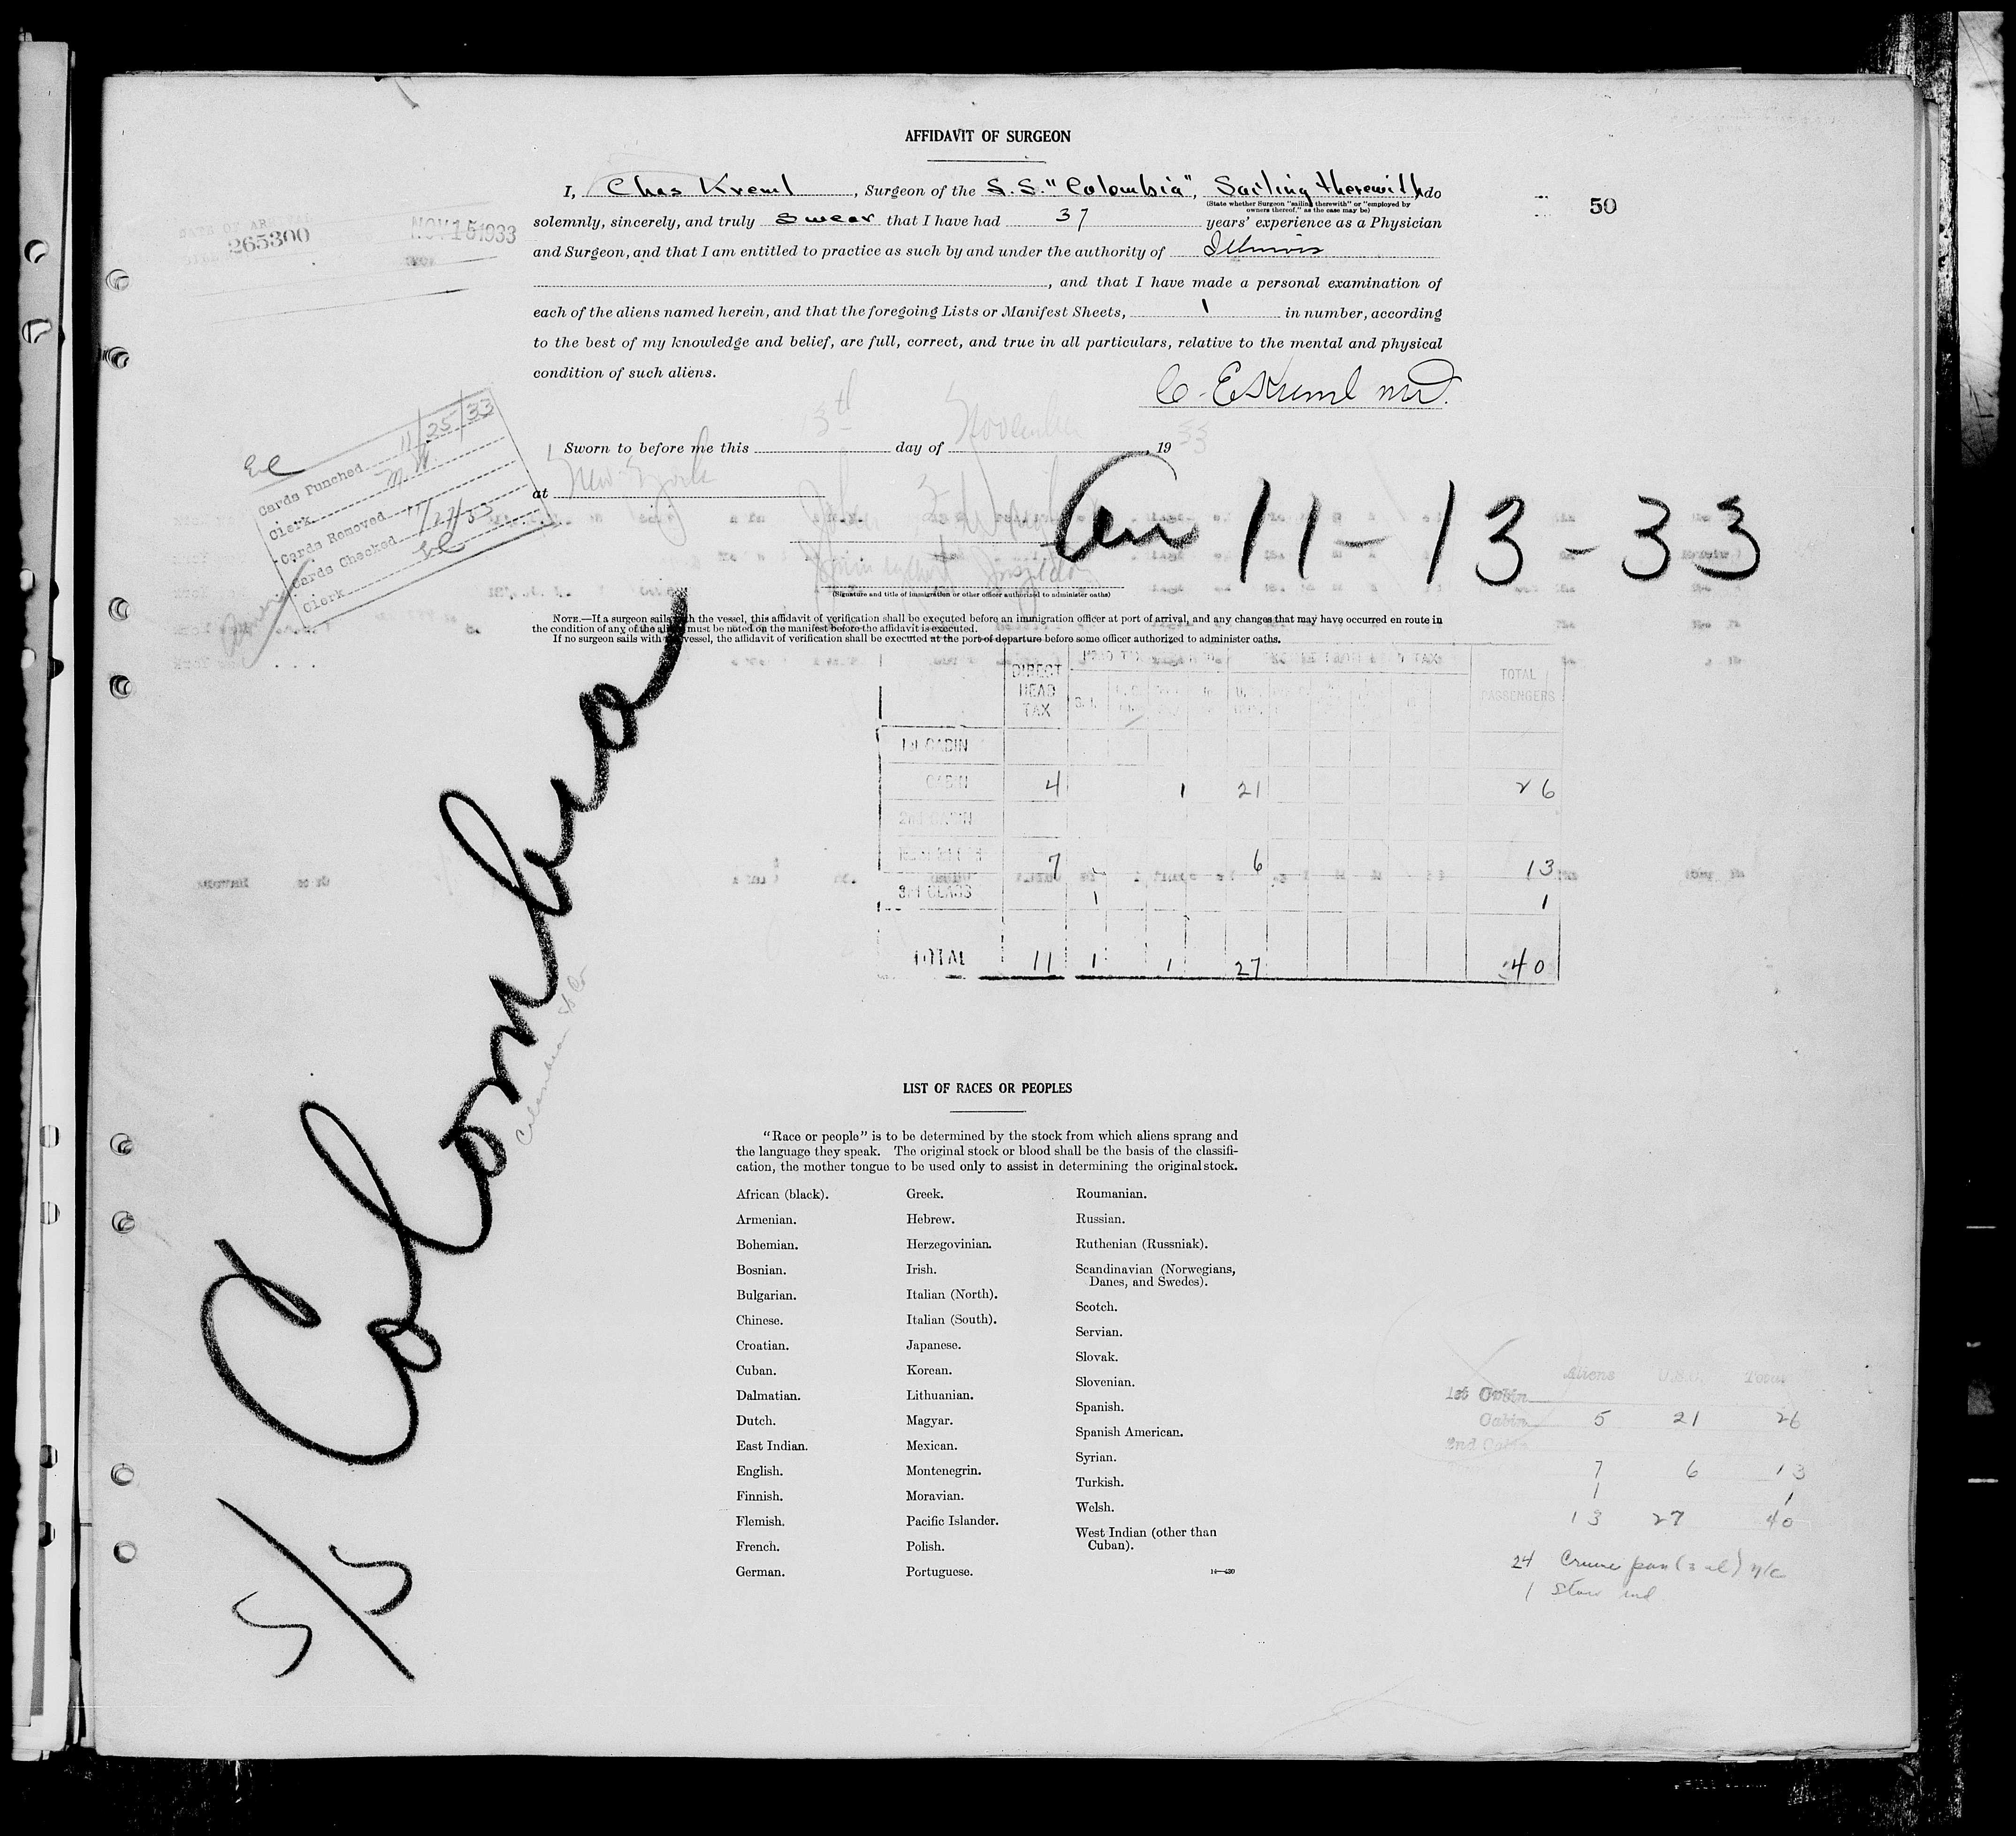 AFFIDAVIT OF SURGEON
I, Chas Kreml, Surgeon of the S.S. "Colombia", Sailing therewith do
(State whether Surgeon "sailing therewith" or "employed by
owners thereof," as the case may be)
50
solemnly, sincerely, and truly swear that I have had 37 years' experience as a Physician
265300
NOV 15 1933
and Surgeon, and that I am entitled to practice as such by and under the authority of Illinois
, and that I have made a personal examination of
each of the aliens named herein, and that the foregoing Lists or Manifest Sheets, 1 in number, according
to the best of my knowledge and belief, are full, correct, and true in all particulars, relative to the mental and physical
condition of such aliens.
C. E. Kreml M.D.
Sworn to before me this 13th day of November, 1933
at New York
Arr 11-13-33
(Signature and title of immigration or other officer authorized to administer oaths)
Cards Punched 11/25/33
Clerk
Cards Removed
Cards Checked
Clerk
NOTE.—If a surgeon sails with the vessel, this affidavit of verification shall be executed before an immigration officer at port of arrival, and any changes that may have occurred en route in
the condition of any of the aliens must be noted on the manifest before the affidavit is executed.
If no surgeon sails with the vessel, the affidavit of verification shall be executed at the port of departure before some officer authorized to administer oaths.
DIRECT HEAD TAX
TOTAL PASSENGERS
1st CABIN
CABIN 4 1 21 26
2nd CABIN
7 6 13
3rd CLASS 1 1
TOTAL 11 1 1 27 40
S/S Colombia
LIST OF RACES OR PEOPLES
"Race or people" is to be determined by the stock from which aliens sprang and
the language they speak. The original stock or blood shall be the basis of the classifi-
cation, the mother tongue to be used only to assist in determining the original stock.
African (black).
Armenian.
Bohemian.
Bosnian.
Bulgarian.
Chinese.
Croatian.
Cuban.
Dalmatian.
Dutch.
East Indian.
English.
Finnish.
Flemish.
French.
German.
Greek.
Hebrew.
Herzegovinian.
Irish.
Italian (North).
Italian (South).
Japanese.
Korean.
Lithuanian.
Magyar.
Mexican.
Montenegrin.
Moravian.
Pacific Islander.
Polish.
Portuguese.
Roumanian.
Russian.
Ruthenian (Russniak).
Scandinavian (Norwegians,
Danes, and Swedes).
Scotch.
Servian.
Slovak.
Slovenian.
Spanish.
Spanish American.
Syrian.
Turkish.
Welsh.
West Indian (other than
Cuban).
Aliens U.S.C. Total
1st Cabin
Cabin 5 21 26
2nd Cabin
7 6 13
1 1
13 27 40
24
1